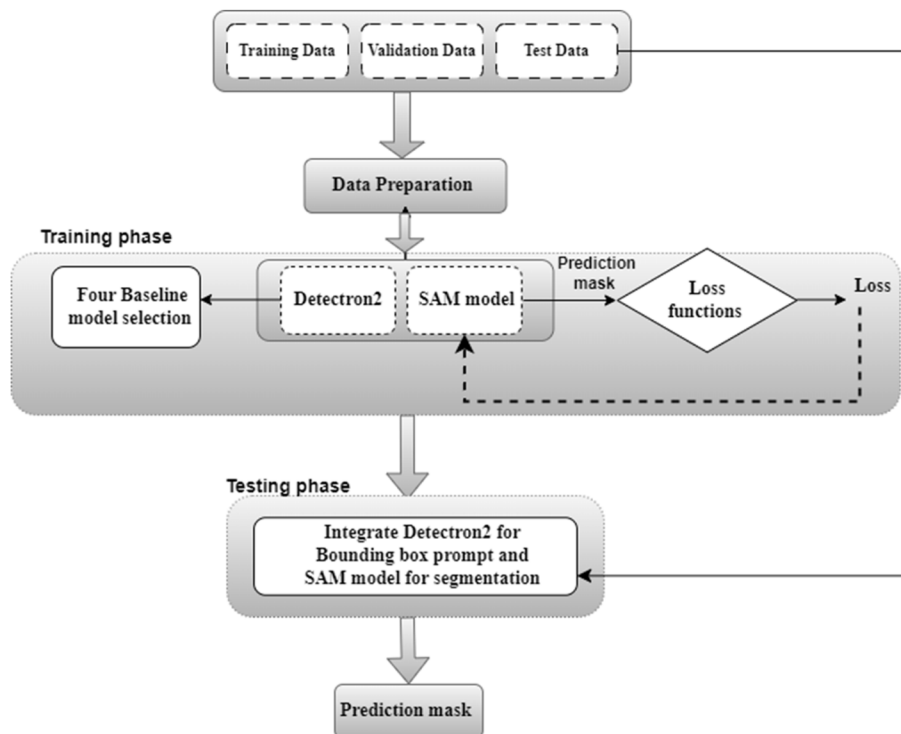 Training Data
Validation Data
Test Data
Data Preparation
Training phase
Four Baseline
model selection
Detectron2
SAM model
Prediction
mask
Loss
functions
Loss
Testing phase
Integrate Detectron2 for
Bounding box prompt and
SAM model for segmentation
Prediction mask